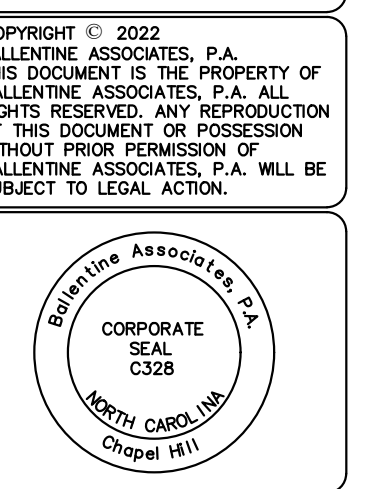 OPYRIGHT © 2022
ALLENTINE ASSOCIATES, P.A.
HIS DOCUMENT IS THE PROPERTY OF
ALLENTINE ASSOCIATES, P.A. ALL
IGHTS RESERVED. ANY REPRODUCTION
F THIS DOCUMENT OR POSSESSION
ITHOUT PRIOR PERMISSION OF
ALLENTINE ASSOCIATES, P.A. WILL BE
UBJECT TO LEGAL ACTION.
Ballentine Associates, P.A.
CORPORATE
SEAL
C328
NORTH CAROLINA
Chapel Hill